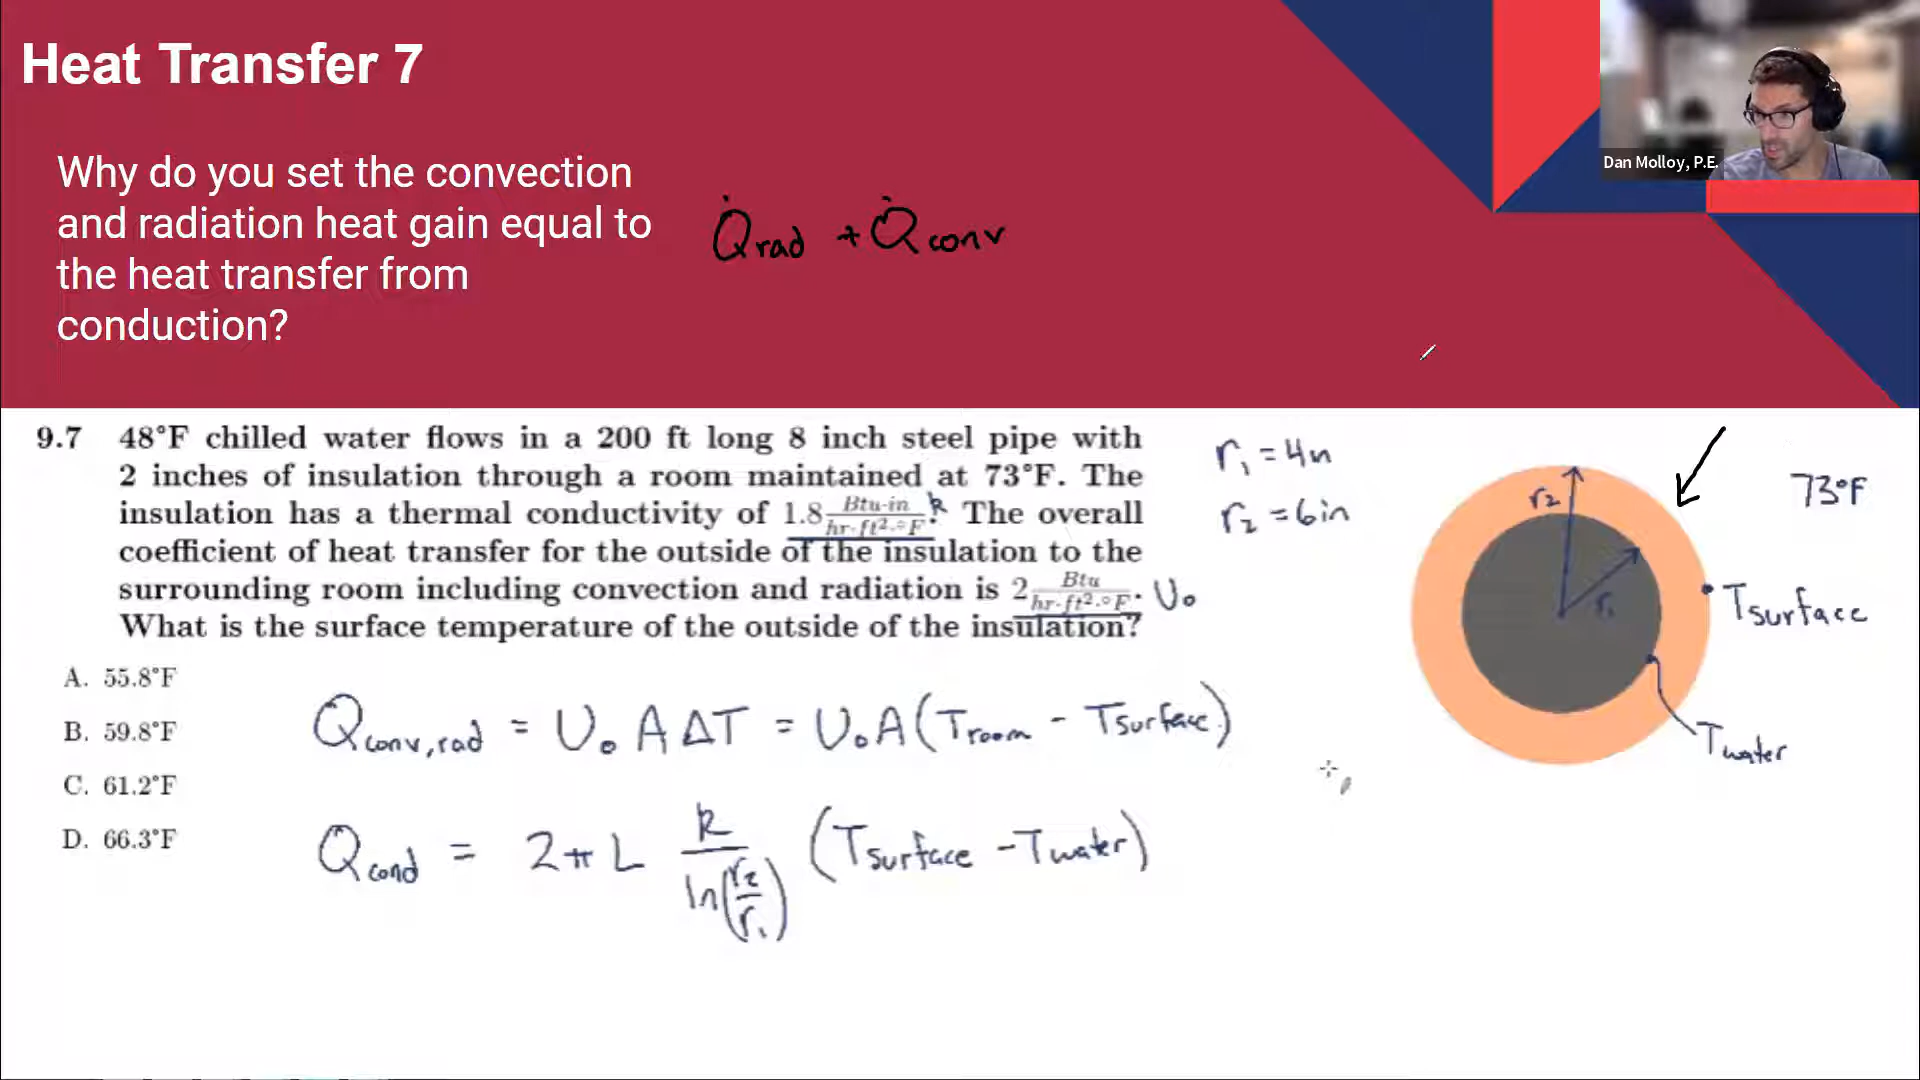 Heat Transfer 7
Why do you set the convection
and radiation heat gain equal to
the heat transfer from
conduction?
Q̇rad + Q̇conv
Dan Molloy, P.E.
9.7 48°F chilled water flows in a 200 ft long 8 inch steel pipe with
2 inches of insulation through a room maintained at 73°F. The
insulation has a thermal conductivity of 1.8 Btu·in/hr·ft²·°F. k The overall
coefficient of heat transfer for the outside of the insulation to the
surrounding room including convection and radiation is 2 Btu/hr·ft²·°F. U₀
What is the surface temperature of the outside of the insulation?
A. 55.8°F
B. 59.8°F
C. 61.2°F
D. 66.3°F
r₁ = 4in
r₂ = 6in
r₂
r₁
73°F
Tsurface
Twater
Qconv,rad = U₀ A ΔT = U₀A(Troom - Tsurface)
Qcond = 2π L k/ln(r₂/r₁) (Tsurface - Twater)